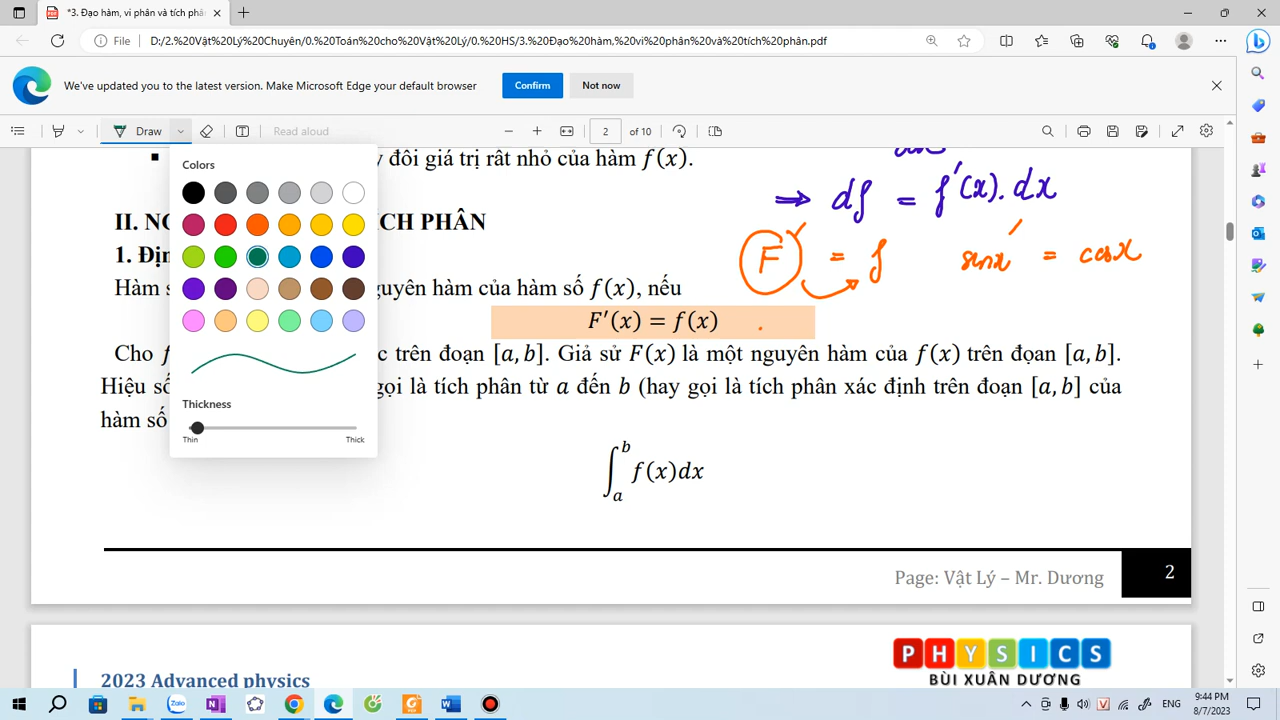 *3. Đạo hàm, vi phân và tích phân
File D:/2.%20Vật%20Lý%20Chuyên/0.%20Toán%20cho%20Vật%20Lý/0.%20HS/3.%20Đạo%20hàm,%20vi%20phân%20và%20tích%20phân.pdf
We've updated you to the latest version. Make Microsoft Edge your default browser Confirm Not now
Draw Read aloud 2 of 10
Colors
Thickness
Thin Thick
đổi giá trị rất nhỏ của hàm f(x).
⇒ df = f'(x). dx
II. TÍCH PHÂN
F' = f sinx' = cosx
1.
Hàm nguyên hàm của hàm số f(x), nếu
F′(x) = f(x)
Cho trên đoạn [a, b]. Giả sử F(x) là một nguyên hàm của f(x) trên đọan [a, b].
Hiệu số gọi là tích phân từ a đến b (hay gọi là tích phân xác định trên đoạn [a, b] của
hàm số
∫ₐᵇ f(x)dx
Page: Vật Lý – Mr. Dương 2
PHYSICS
BÙI XUÂN DƯƠNG
2023 Advanced physics
ENG 9:44 PM
8/7/2023